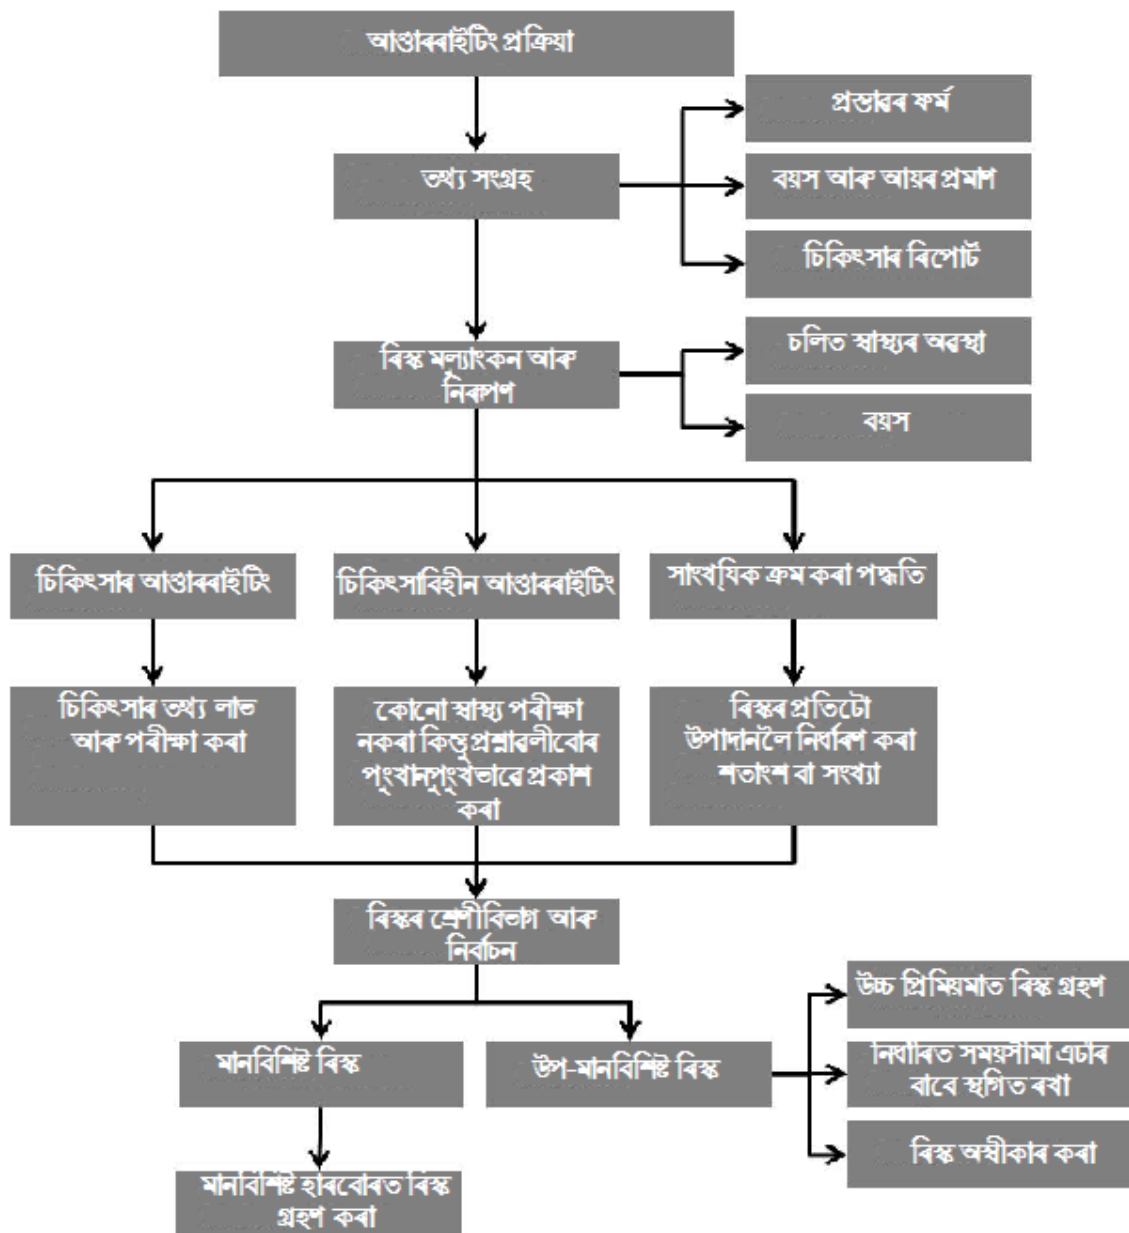 আণ্ডাৰৰাইটিং প্ৰক্ৰিয়া
প্ৰস্তাৱৰ ফৰ্ম
তথ্য সংগ্ৰহ
বয়স আৰু আয়ৰ প্ৰমাণ
চিকিৎসাৰ ৰিপোৰ্ট
চলিত স্বাস্থ্যৰ অৱস্থা
ৰিস্ক মূল্যাংকন আৰু
নিৰূপণ
বয়স
চিকিৎসাৰ আণ্ডাৰৰাইটিং
চিকিৎসাবিহীন আণ্ডাৰৰাইটিং
সাংখ্যিক ক্ৰম কৰা পদ্ধতি
চিকিৎসাৰ তথ্য লাভ
আৰু পৰীক্ষা কৰা
কোনো স্বাস্থ্য পৰীক্ষা
নকৰা কিন্তু প্ৰশ্নাৱলীবোৰ
পুংখানুপুংখভাৱে প্ৰকাশ
কৰা
ৰিস্কৰ প্ৰতিটো
উপাদানলৈ নিৰ্ধাৰণ কৰা
শতাংশ বা সংখ্যা
ৰিস্কৰ শ্ৰেণীবিভাগ আৰু
নিৰ্বাচন
উচ্চ প্ৰিমিয়মাত ৰিস্ক গ্ৰহণ
মানবিশিষ্ট ৰিস্ক
উপ-মানবিশিষ্ট ৰিস্ক
নিৰ্ধাৰিত সময়সীমা এটাৰ
বাবে স্থগিত ৰখা
ৰিস্ক অস্বীকাৰ কৰা
মানবিশিষ্ট হাৰবোৰত ৰিস্ক
গ্ৰহণ কৰা